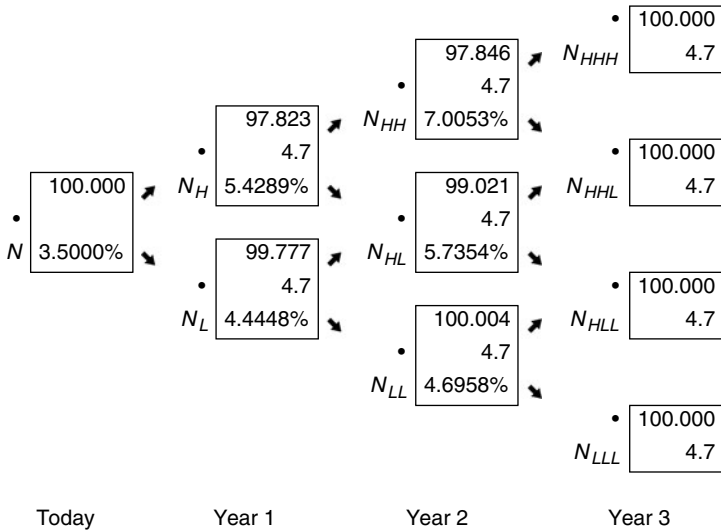 100.000
3.5000%
N
97.823
4.7
5.4289%
N_H
99.777
4.7
4.4448%
N_L
97.846
4.7
7.0053%
N_HH
99.021
4.7
5.7354%
N_HL
100.004
4.7
4.6958%
N_LL
100.000
4.7
N_HHH
100.000
4.7
N_HHL
100.000
4.7
N_HLL
100.000
4.7
N_LLL
Today Year 1 Year 2 Year 3